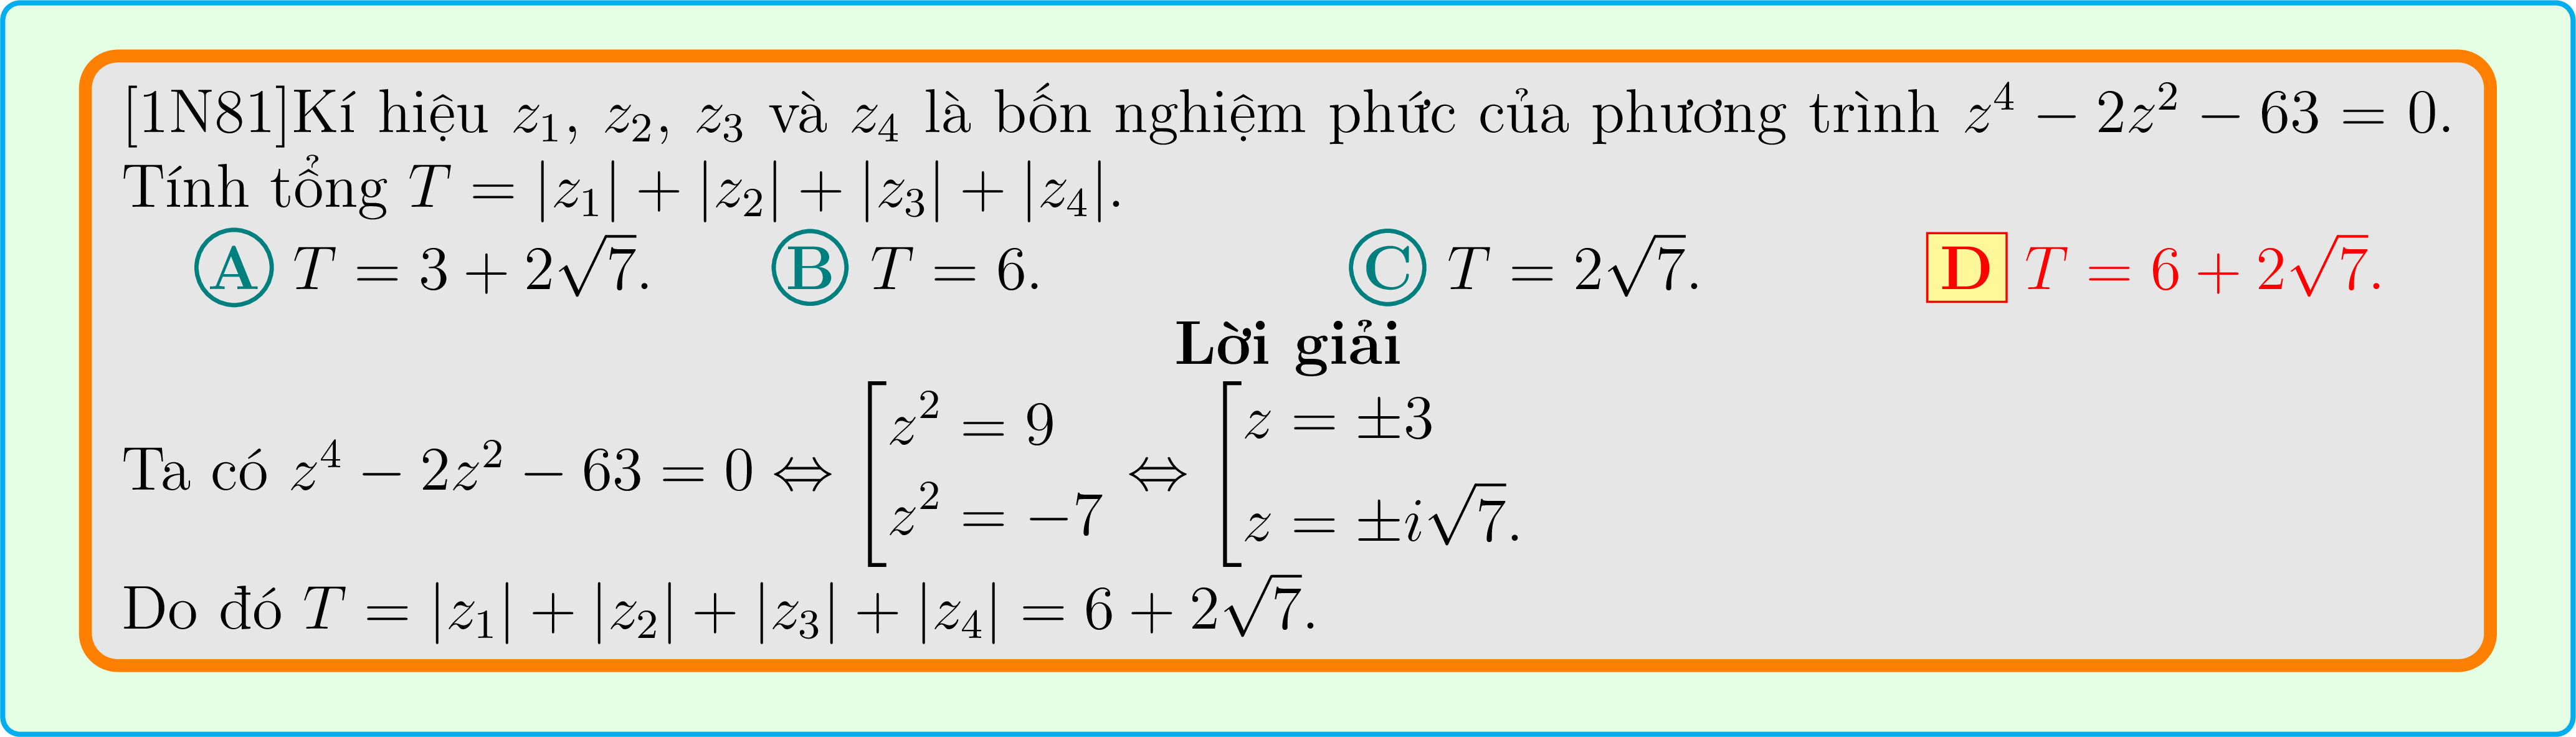 [1N81]Kí hiệu $z_1$, $z_2$, $z_3$ và $z_4$ là bốn nghiệm phức của phương trình $z^4 - 2z^2 - 63 = 0$.
Tính tổng $T = |z_1| + |z_2| + |z_3| + |z_4|$.
A $T = 3 + 2\sqrt{7}$. B $T = 6$. C $T = 2\sqrt{7}$. D $T = 6 + 2\sqrt{7}$.
Lời giải
Ta có $z^4 - 2z^2 - 63 = 0 \Leftrightarrow \left[\begin{array}{l} z^2 = 9 \\ z^2 = -7 \end{array}\right. \Leftrightarrow \left[\begin{array}{l} z = \pm 3 \\ z = \pm i\sqrt{7}. \end{array}\right.$
Do đó $T = |z_1| + |z_2| + |z_3| + |z_4| = 6 + 2\sqrt{7}$.